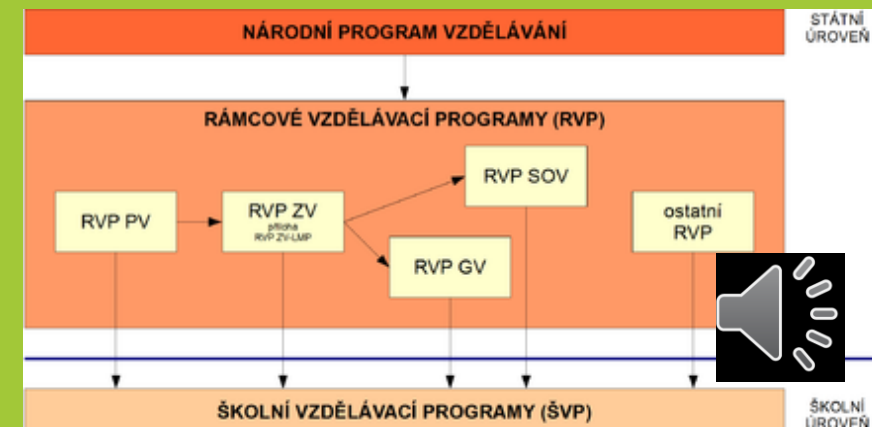 NÁRODNÍ PROGRAM VZDĚLÁVÁNÍ
STÁTNÍ
ÚROVEŇ
RÁMCOVÉ VZDĚLÁVACÍ PROGRAMY (RVP)
RVP PV
RVP ZV
příloha
RVP ZV-LMP
RVP SOV
RVP GV
ostatní
RVP
ŠKOLNÍ VZDĚLÁVACÍ PROGRAMY (ŠVP)
ŠKOLNÍ
ÚROVEŇ